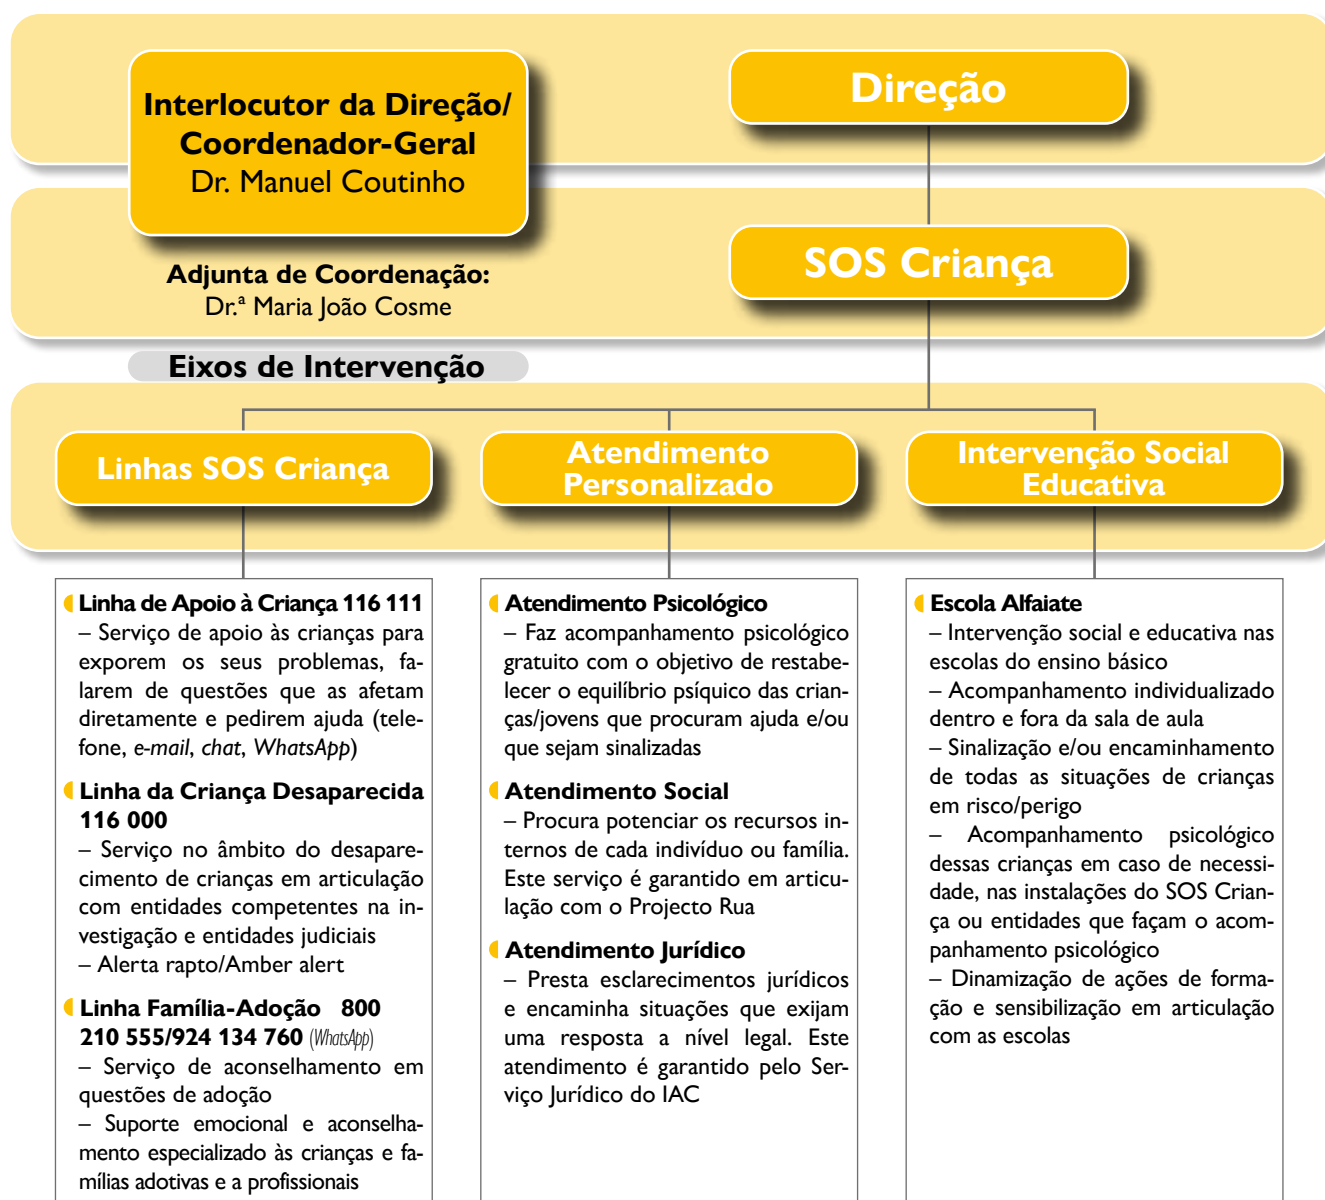 Interlocutor da Direção/
Coordenador-Geral
Dr. Manuel Coutinho
Direção
Adjunta de Coordenação:
Dr.ª Maria João Cosme
SOS Criança
Eixos de Intervenção
Linhas SOS Criança
Linha de Apoio à Criança 116 111
– Serviço de apoio às crianças para
exporem os seus problemas, fa-
larem de questões que as afetam
diretamente e pedirem ajuda (tele-
fone, e-mail, chat, WhatsApp)
Linha da Criança Desaparecida
116 000
– Serviço no âmbito do desapare-
cimento de crianças em articulação
com entidades competentes na in-
vestigação e entidades judiciais
– Alerta rapto/Amber alert
Linha Família-Adoção 800
210 555/924 134 760 (WhatsApp)
– Serviço de aconselhamento em
questões de adoção
– Suporte emocional e aconselha-
mento especializado às crianças e fa-
mílias adotivas e a profissionais
Atendimento
Personalizado
Atendimento Psicológico
– Faz acompanhamento psicológico
gratuito com o objetivo de restabe-
lecer o equilíbrio psíquico das crian-
ças/jovens que procuram ajuda e/ou
que sejam sinalizadas
Atendimento Social
– Procura potenciar os recursos in-
ternos de cada indivíduo ou família.
Este serviço é garantido em articu-
lação com o Projecto Rua
Atendimento Jurídico
– Presta esclarecimentos jurídicos
e encaminha situações que exijam
uma resposta a nível legal. Este
atendimento é garantido pelo Ser-
viço Jurídico do IAC
Intervenção Social
Educativa
Escola Alfaiate
– Intervenção social e educativa nas
escolas do ensino básico
– Acompanhamento individualizado
dentro e fora da sala de aula
– Sinalização e/ou encaminhamento
de todas as situações de crianças
em risco/perigo
– Acompanhamento psicológico
dessas crianças em caso de necessi-
dade, nas instalações do SOS Crian-
ça ou entidades que façam o acom-
panhamento psicológico
– Dinamização de ações de forma-
ção e sensibilização em articulação
com as escolas